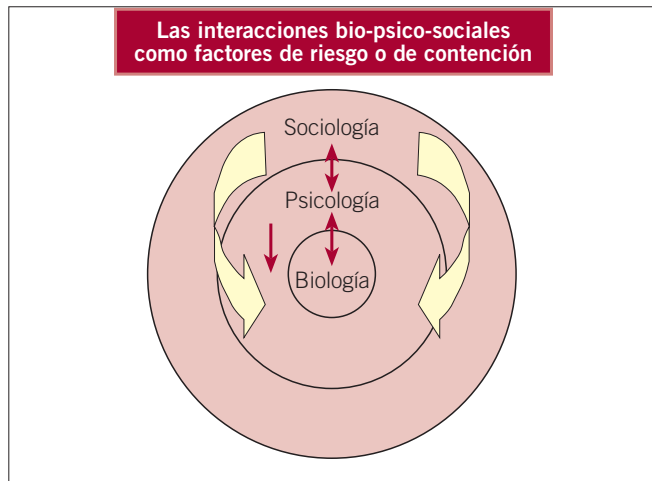 Las interacciones bio-psico-sociales
como factores de riesgo o de contención
Sociología
Psicología
Biología